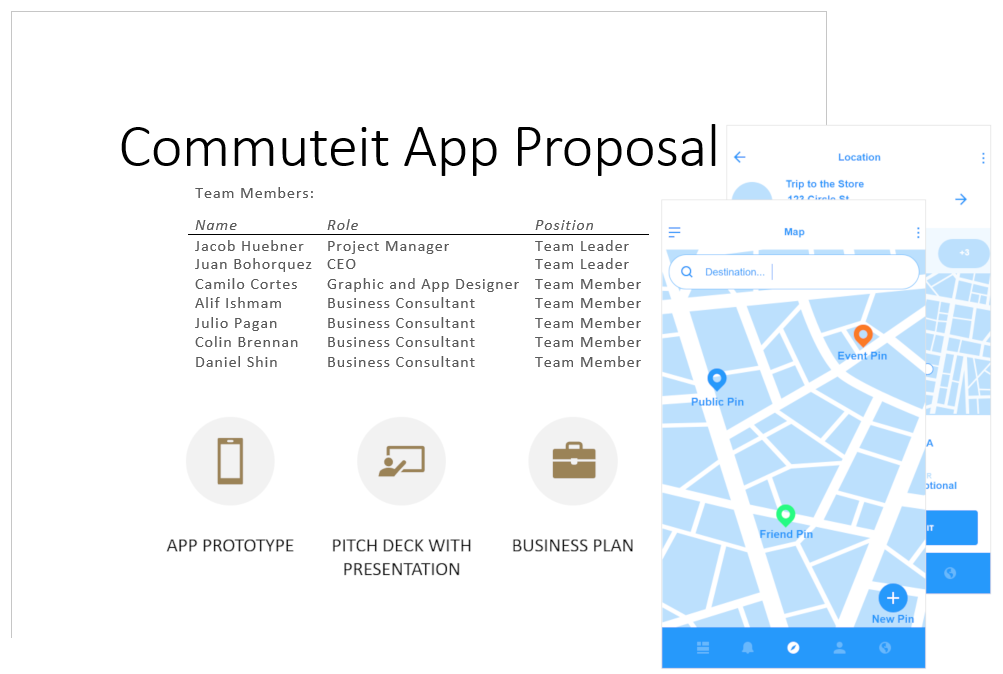 Commuteit App Proposal
Team Members:
Name Role Position
Jacob Huebner Project Manager Team Leader
Juan Bohorquez CEO Team Leader
Camilo Cortes Graphic and App Designer Team Member
Alif Ishmam Business Consultant Team Member
Julio Pagan Business Consultant Team Member
Colin Brennan Business Consultant Team Member
Daniel Shin Business Consultant Team Member
APP PROTOTYPE
PITCH DECK WITH
PRESENTATION
BUSINESS PLAN
Location
Trip to the Store
123 Circle St
+3
A
otional
IT
Map
Destination...
Event Pin
Public Pin
Friend Pin
New Pin